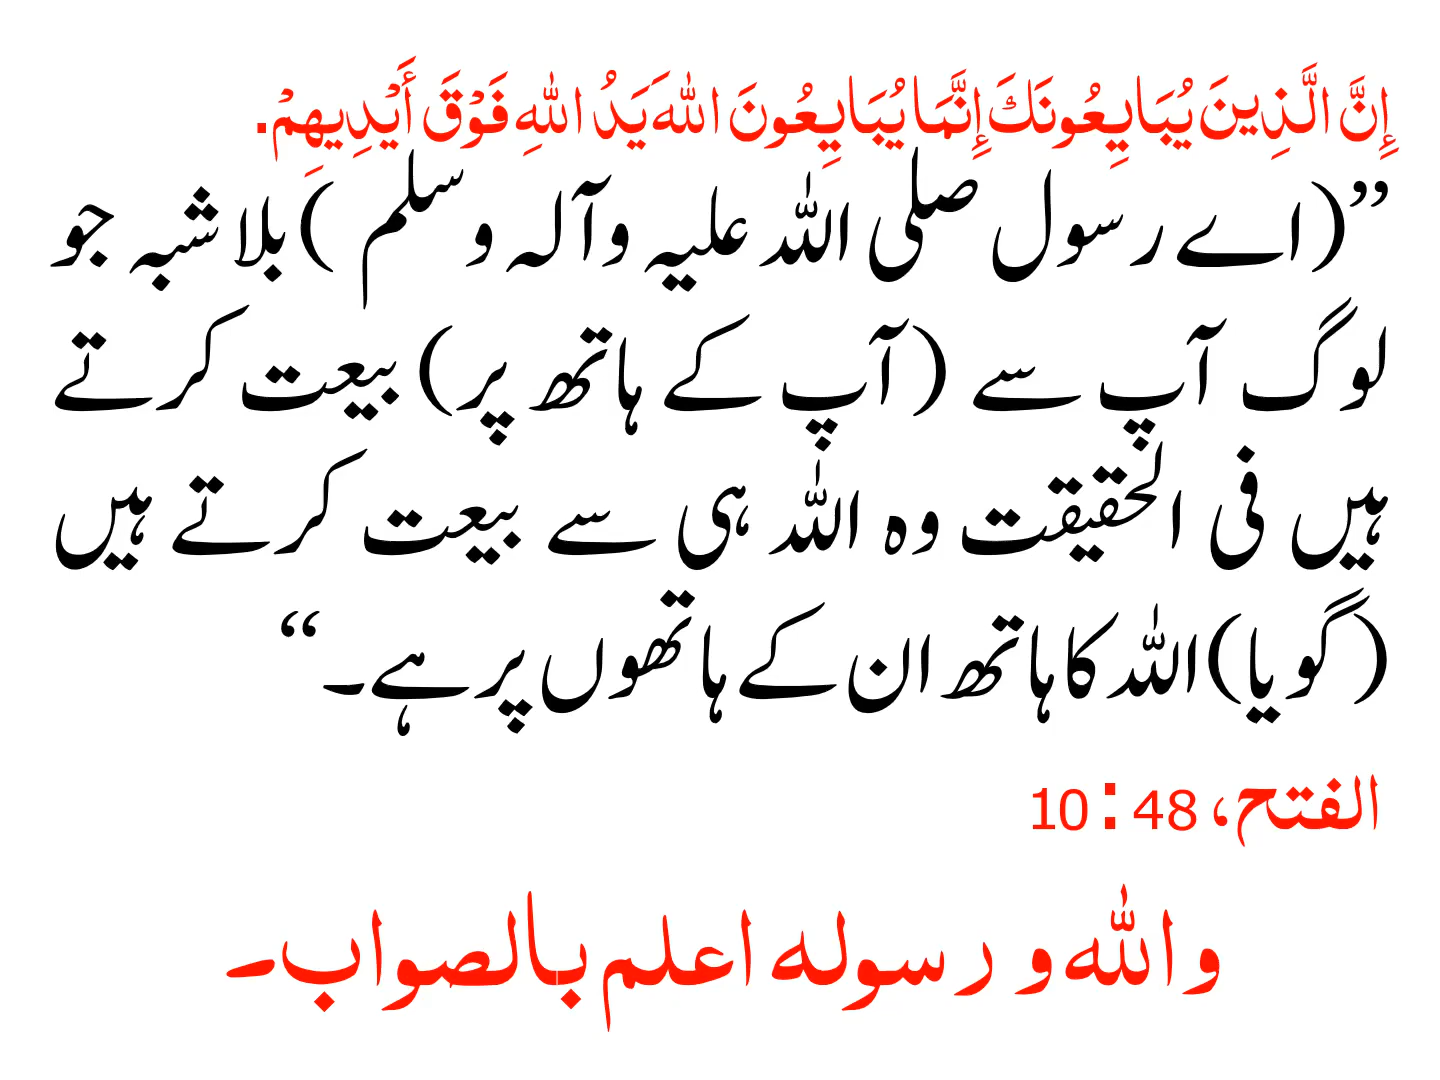 إِنَّ الَّذِينَ يُبَايِعُونَكَ إِنَّمَا يُبَايِعُونَ اللهَ يَدُ اللهِ فَوْقَ أَيْدِيهِمْ.
’’(اے رسول صلی اللہ علیہ وآلہ وسلم) بلا شبہ جو
لوگ آپ سے (آپ کے ہاتھ پر) بیعت کرتے
ہیں فی الحقیقت وہ اللہ ہی سے بیعت کرتے ہیں
(گویا) اللہ کا ہاتھ ان کے ہاتھوں پر ہے۔‘‘
الفتح، 48 : 10
واللہ و رسولہ اعلم بالصواب۔